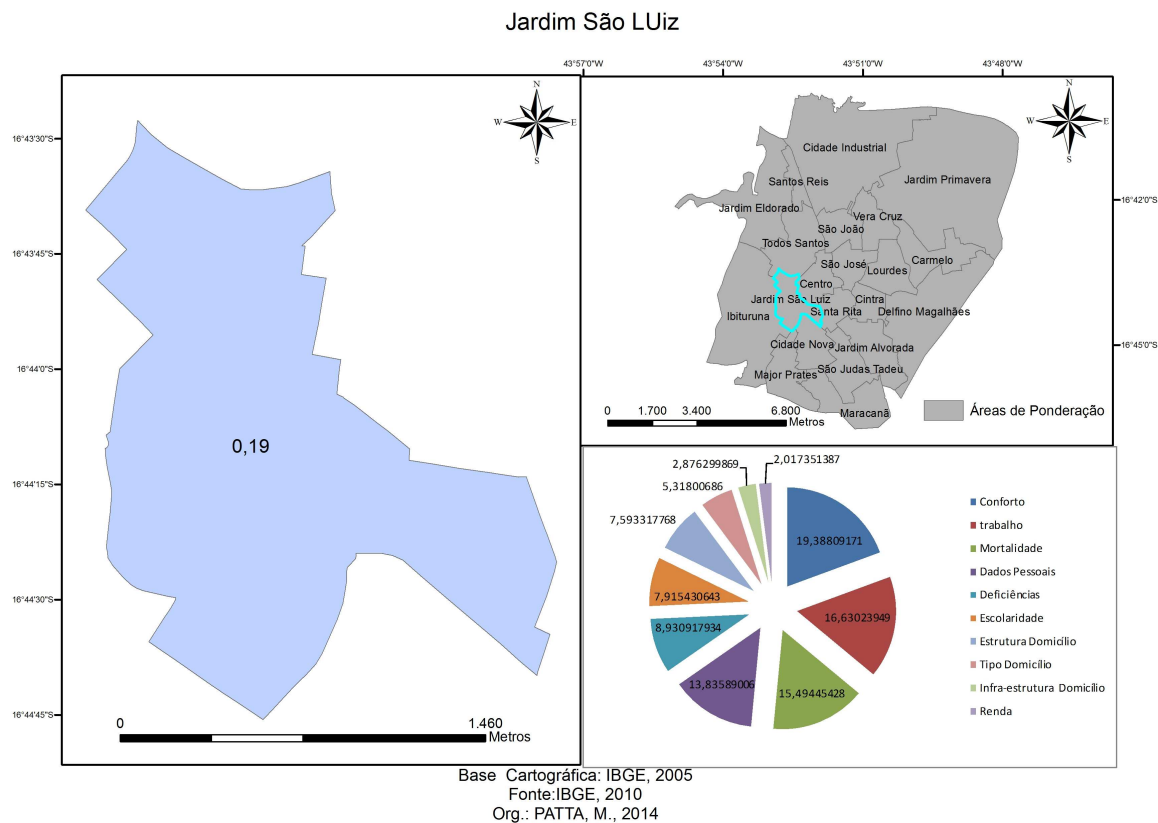 Jardim São LUiz
43°57'0"W
43°54'0"W
43°51'0"W
43°48'0"W
N
W
E
S
16°43'30"S
16°43'45"S
16°44'0"S
16°44'15"S
16°44'30"S
16°44'45"S
0,19
0
1.460
Metros
N
W
E
S
16°42'0"S
16°45'0"S
Cidade Industrial
Santos Reis
Jardim Primavera
Jardim Eldorado
Vera Cruz
São João
Todos Santos
São José
Carmelo
Lourdes
Centro
Jardim São Luiz
Cintra
Ibituruna
Santa Rita
Delfino Magalhães
Cidade Nova
Jardim Alvorada
Major Prates
São Judas Tadeu
Maracanã
Áreas de Ponderação
0
1.700
3.400
6.800
Metros
2,876299869
2,017351387
5,31800686
7,593317768
19,38809171
7,915430643
16,63023949
8,930917934
13,83589006
15,49445428
Conforto
trabalho
Mortalidade
Dados Pessoais
Deficiências
Escolaridade
Estrutura Domicílio
Tipo Domicílio
Infra-estrutura Domicílio
Renda
Base Cartográfica: IBGE, 2005
Fonte:IBGE, 2010
Org.: PATTA, M., 2014